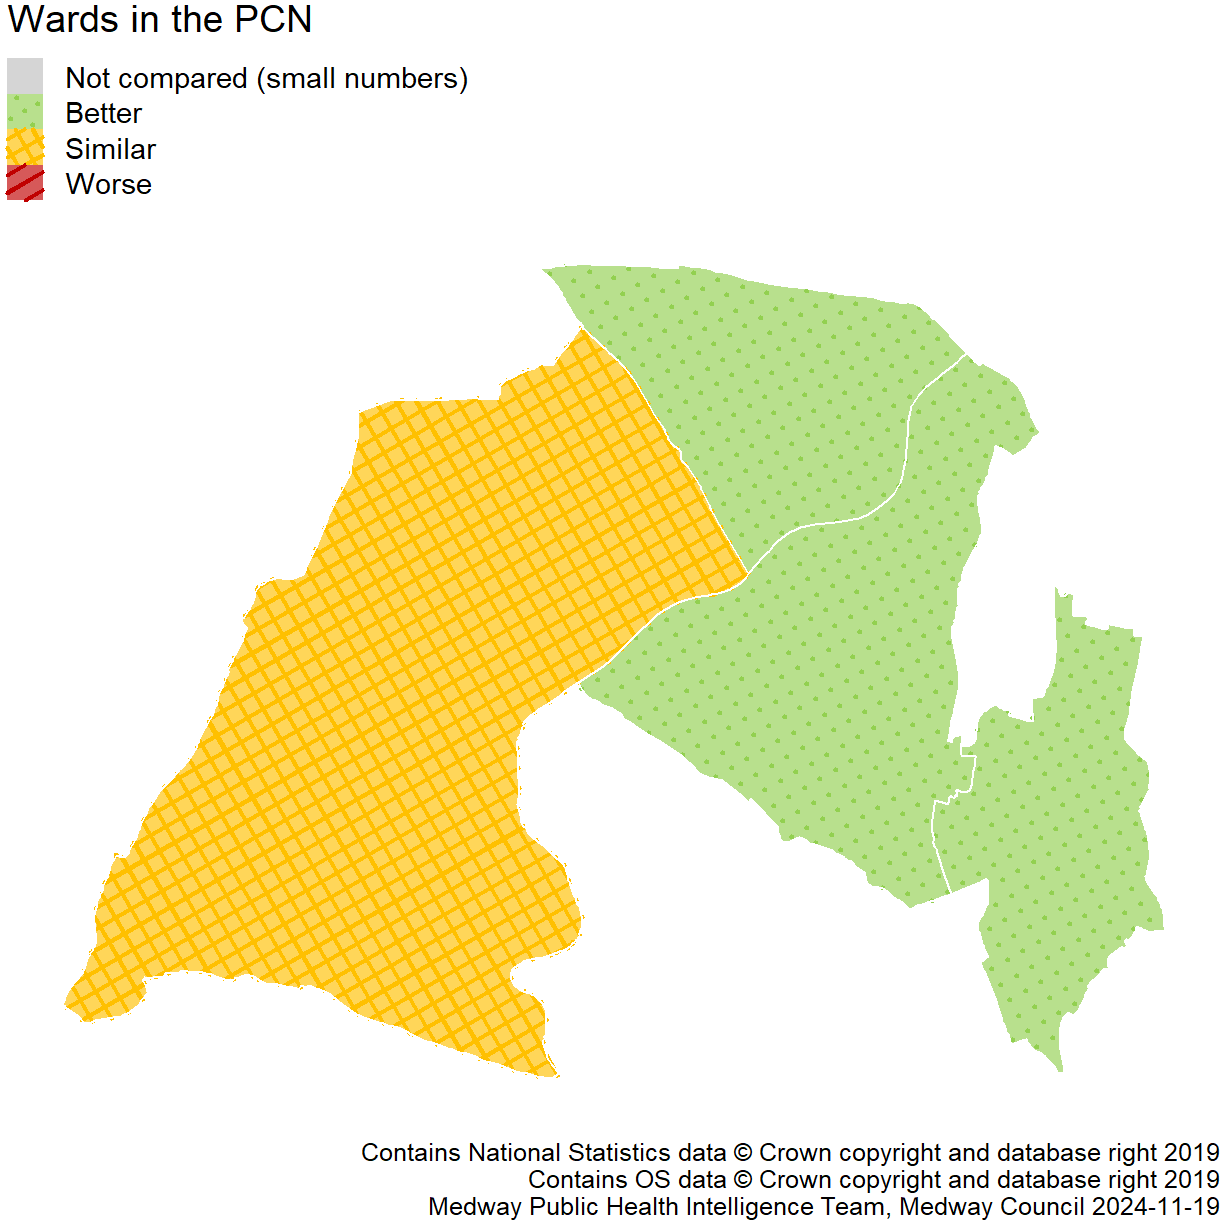 Wards in the PCN
Not compared (small numbers)
Better
Similar
Worse
Contains National Statistics data © Crown copyright and database right 2019
Contains OS data © Crown copyright and database right 2019
Medway Public Health Intelligence Team, Medway Council 2024-11-19